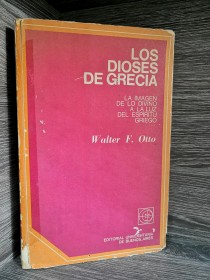 LOS
DIOSES
DE GRECIA
LA IMAGEN
DE LO DIVINO
A LA LUZ
DEL ESPIRITU
GRIEGO
Walter F. Otto
EDITORIAL UNIVERSITARIA
DE BUENOS AIRES